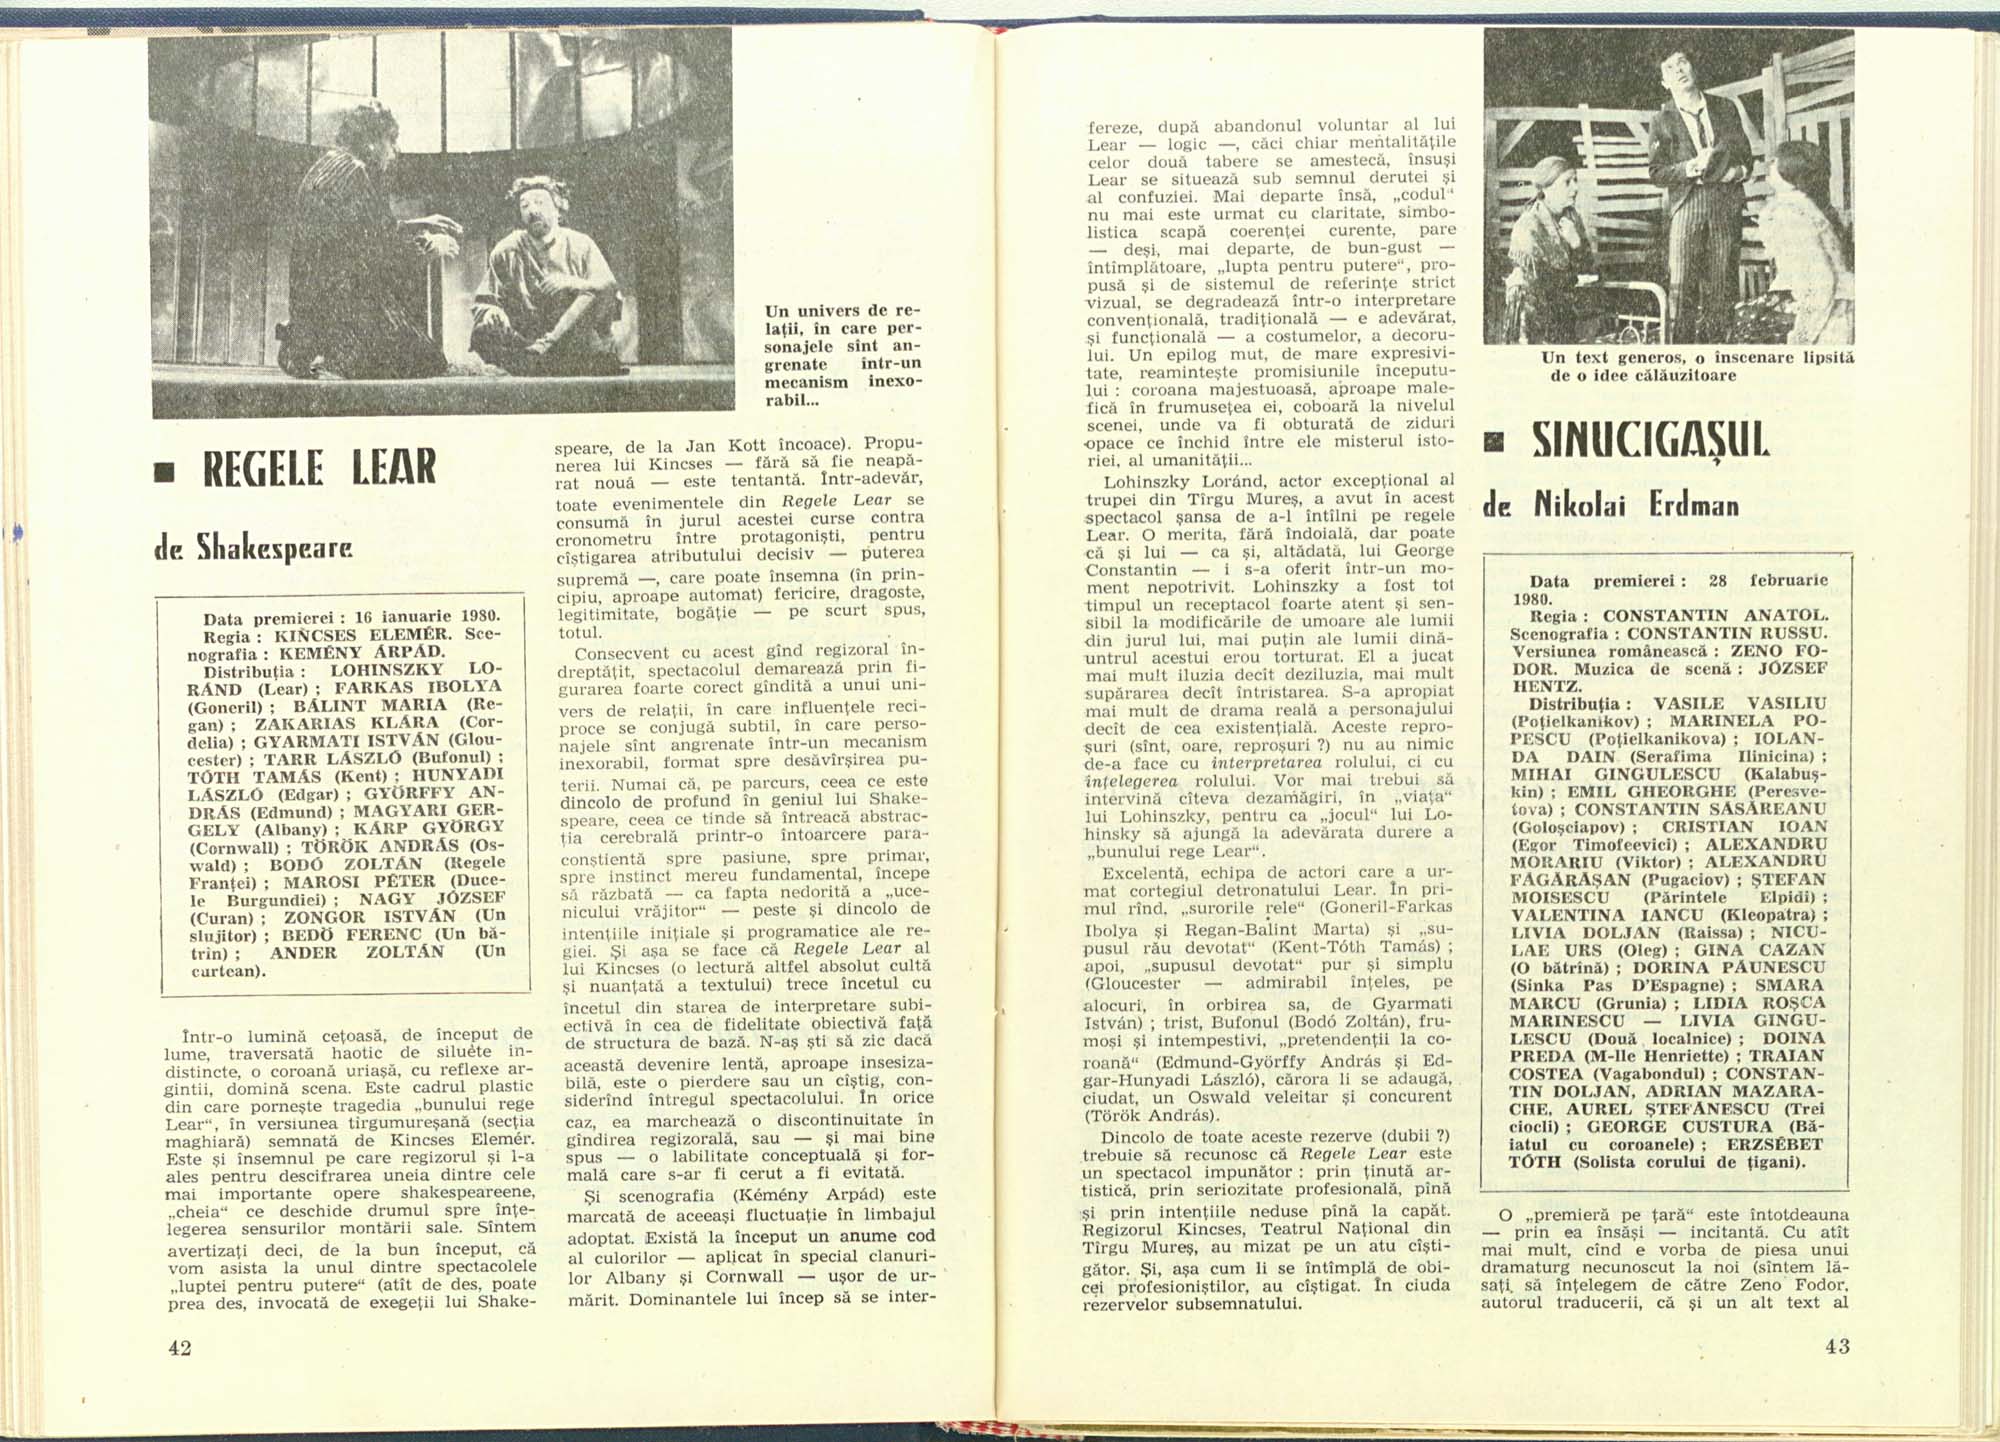 Un univers de re-
lații, în care per-
sonajele sînt an-
grenate într-un
mecanism inexo-
rabil...
■ REGELE LEAR
de Shakespeare
Data premierei : 16 ianuarie 1980.
Regia : KINCSES ELEMÉR. Sce-
nografia : KEMÉNY ÁRPÁD.
Distribuția : LOHINSZKY LO-
RÁND (Lear) ; FARKAS IBOLYA
(Goneril) ; BÁLINT MARIA (Re-
gan) ; ZAKARIAS KLÁRA (Cor-
delia) ; GYARMATI ISTVÁN (Glou-
cester) ; TARR LÁSZLÓ (Bufonul) ;
TÓTH TAMÁS (Kent) ; HUNYADI
LÁSZLÓ (Edgar) ; GYÖRFFY AN-
DRÁS (Edmund) ; MAGYARI GER-
GELY (Albany) ; KÁRP GYÖRGY
(Cornwall) ; TÖRÖK ANDRÁS (Os-
wald) ; BODÓ ZOLTÁN (Regele
Franței) ; MAROSI PÉTER (Duce-
le Burgundiei) ; NAGY JÓZSEF
(Curan) ; ZONGOR ISTVÁN (Un
slujitor) ; BEDÖ FERENC (Un bă-
trîn) ; ANDER ZOLTÁN (Un
curtean).
Într-o lumină cețoasă, de început de
lume, traversată haotic de siluete in-
distincte, o coroană uriașă, cu reflexe ar-
gintii, domină scena. Este cadrul plastic
din care pornește tragedia „bunului rege
Lear“, în versiunea tîrgumureșană (secția
maghiară) semnată de Kincses Elemér.
Este și însemnul pe care regizorul și l-a
ales pentru descifrarea uneia dintre cele
mai importante opere shakespeareene,
„cheia“ ce deschide drumul spre înțe-
legerea sensurilor montării sale. Sîntem
avertizați deci, de la bun început, că
vom asista la unul dintre spectacolele
„luptei pentru putere“ (atît de des, poate
prea des, invocată de exegeții lui Shake-
42
speare, de la Jan Kott încoace). Propu-
nerea lui Kincses — fără să fie neapă-
rat nouă — este tentantă. Într-adevăr,
toate evenimentele din Regele Lear se
consumă în jurul acestei curse contra
cronometru între protagoniști, pentru
cîștigarea atributului decisiv — puterea
supremă —, care poate însemna (în prin-
cipiu, aproape automat) fericire, dragoste,
legitimitate, bogăție — pe scurt spus,
totul.
Consecvent cu acest gînd regizoral în-
dreptățit, spectacolul demarează prin fi-
gurarea foarte corect gîndită a unui uni-
vers de relații, în care influențele reci-
proce se conjugă subtil, în care perso-
najele sînt angrenate într-un mecanism
inexorabil, format spre desăvîrșirea pu-
terii. Numai că, pe parcurs, ceea ce este
dincolo de profund în geniul lui Shake-
speare, ceea ce tinde să întreacă abstrac-
ția cerebrală printr-o întoarcere para-
conștientă spre pasiune, spre primar,
spre instinct mereu fundamental, începe
să răzbată — ca fapta nedorită a „uce-
nicului vrăjitor“ — peste și dincolo de
intențiile inițiale și programatice ale re-
giei. Și așa se face că Regele Lear al
lui Kincses (o lectură altfel absolut cultă
și nuanțată a textului) trece încetul cu
încetul din starea de interpretare subi-
ectivă în cea de fidelitate obiectivă față
de structura de bază. N-aș ști să zic dacă
această devenire lentă, aproape insesiza-
bilă, este o pierdere sau un cîștig, con-
siderînd întregul spectacolului. În orice
caz, ea marchează o discontinuitate în
gîndirea regizorală, sau — și mai bine
spus — o labilitate conceptuală și for-
mală care s-ar fi cerut a fi evitată.
Și scenografia (Kémény Arpád) este
marcată de aceeași fluctuație în limbajul
adoptat. Există la început un anume cod
al culorilor — aplicat în special clanuri-
lor Albany și Cornwall — ușor de ur-
mărit. Dominantele lui încep să se inter-
fereze, după abandonul voluntar al lui
Lear — logic —, căci chiar mentalitățile
celor două tabere se amestecă, însuși
Lear se situează sub semnul derutei și
al confuziei. Mai departe însă, „codul“
nu mai este urmat cu claritate, simbo-
listica scapă coerenței curente, pare
— deși, mai departe, de bun-gust —
întîmplătoare, „lupta pentru putere“, pro-
pusă și de sistemul de referințe strict
vizual, se degradează într-o interpretare
convențională, tradițională — e adevărat,
și funcțională — a costumelor, a decoru-
lui. Un epilog mut, de mare expresivi-
tate, reamintește promisiunile începutu-
lui : coroana majestuoasă, aproape male-
fică în frumusețea ei, coboară la nivelul
scenei, unde va fi obturată de ziduri
opace ce închid între ele misterul isto-
riei, al umanității...
Lohinszky Loránd, actor excepțional al
trupei din Tîrgu Mureș, a avut în acest
spectacol șansa de a-l întîlni pe regele
Lear. O merita, fără îndoială, dar poate
că și lui — ca și, altădată, lui George
Constantin — i s-a oferit într-un mo-
ment nepotrivit. Lohinszky a fost tot
timpul un receptacol foarte atent și sen-
sibil la modificările de umoare ale lumii
din jurul lui, mai puțin ale lumii dină-
untrul acestui erou torturat. El a jucat
mai mult iluzia decît deziluzia, mai mult
supărarea decît întristarea. S-a apropiat
mai mult de drama reală a personajului
decît de cea existențială. Aceste repro-
șuri (sînt, oare, reproșuri ?) nu au nimic
de-a face cu interpretarea rolului, ci cu
înțelegerea rolului. Vor mai trebui să
intervină cîteva dezamăgiri, în „viața“
lui Lohinszky, pentru ca „jocul“ lui Lo-
hinsky să ajungă la adevărata durere a
„bunului rege Lear“.
Excelentă, echipa de actori care a ur-
mat cortegiul detronatului Lear. În pri-
mul rînd, „surorile rele“ (Goneril-Farkas
Ibolya și Regan-Balint Marta) și „su-
pusul rău devotat“ (Kent-Tóth Tamás) ;
apoi, „supusul devotat“ pur și simplu
(Gloucester — admirabil înțeles, pe
alocuri, în orbirea sa, de Gyarmati
István) ; trist, Bufonul (Bodó Zoltán), fru-
moși și intempestivi, „pretendenții la co-
roană“ (Edmund-Györffy András și Ed-
gar-Hunyadi László), cărora li se adaugă,
ciudat, un Oswald veleitar și concurent
(Török András).
Dincolo de toate aceste rezerve (dubii ?)
trebuie să recunosc că Regele Lear este
un spectacol impunător : prin ținută ar-
tistică, prin seriozitate profesională, pînă
și prin intențiile neduse pînă la capăt.
Regizorul Kincses, Teatrul Național din
Tîrgu Mureș, au mizat pe un atu cîști-
gător. Și, așa cum li se întîmplă de obi-
cei profesioniștilor, au cîștigat. În ciuda
rezervelor subsemnatului.
Un text generos, o înscenare lipsită
de o idee călăuzitoare
■ SINUCIGAȘUL
de Nikolai Erdman
Data premierei : 28 februarie
1980.
Regia : CONSTANTIN ANATOL.
Scenografia : CONSTANTIN RUSSU.
Versiunea românească : ZENO FO-
DOR. Muzica de scenă : JÓZSEF
HENTZ.
Distribuția : VASILE VASILIU
(Poțielkanikov) ; MARINELA PO-
PESCU (Poțielkanikova) ; IOLAN-
DA DAIN (Serafima Ilinicina) ;
MIHAI GINGULESCU (Kalabuș-
kin) ; EMIL GHEORGHE (Peresve-
tova) ; CONSTANTIN SĂSĂREANU
(Goloșciapov) ; CRISTIAN IOAN
(Egor Timofeevici) ; ALEXANDRU
MORARIU (Viktor) ; ALEXANDRU
FĂGĂRĂȘAN (Pugaciov) ; ȘTEFAN
MOISESCU (Părintele Elpidi) ;
VALENTINA IANCU (Kleopatra) ;
LIVIA DOLJAN (Raissa) ; NICU-
LAE URS (Oleg) ; GINA CAZAN
(O bătrînă) ; DORINA PĂUNESCU
(Sinka Pas D'Espagne) ; SMARA
MARCU (Grunia) ; LIDIA ROȘCA
MARINESCU — LIVIA GINGU-
LESCU (Două localnice) ; DOINA
PREDA (M-lle Henriette) ; TRAIAN
COSTEA (Vagabondul) ; CONSTAN-
TIN DOLJAN, ADRIAN MAZARA-
CHE, AUREL ȘTEFĂNESCU (Trei
ciocli) ; GEORGE CUSTURA (Bă-
iatul cu coroanele) ; ERZSÉBET
TÓTH (Solista corului de țigani).
O „premieră pe țară“ este întotdeauna
— prin ea însăși — incitantă. Cu atît
mai mult, cînd e vorba de piesa unui
dramaturg necunoscut la noi (sîntem lă-
sați, să înțelegem de către Zeno Fodor,
autorul traducerii, că și un alt text al
43